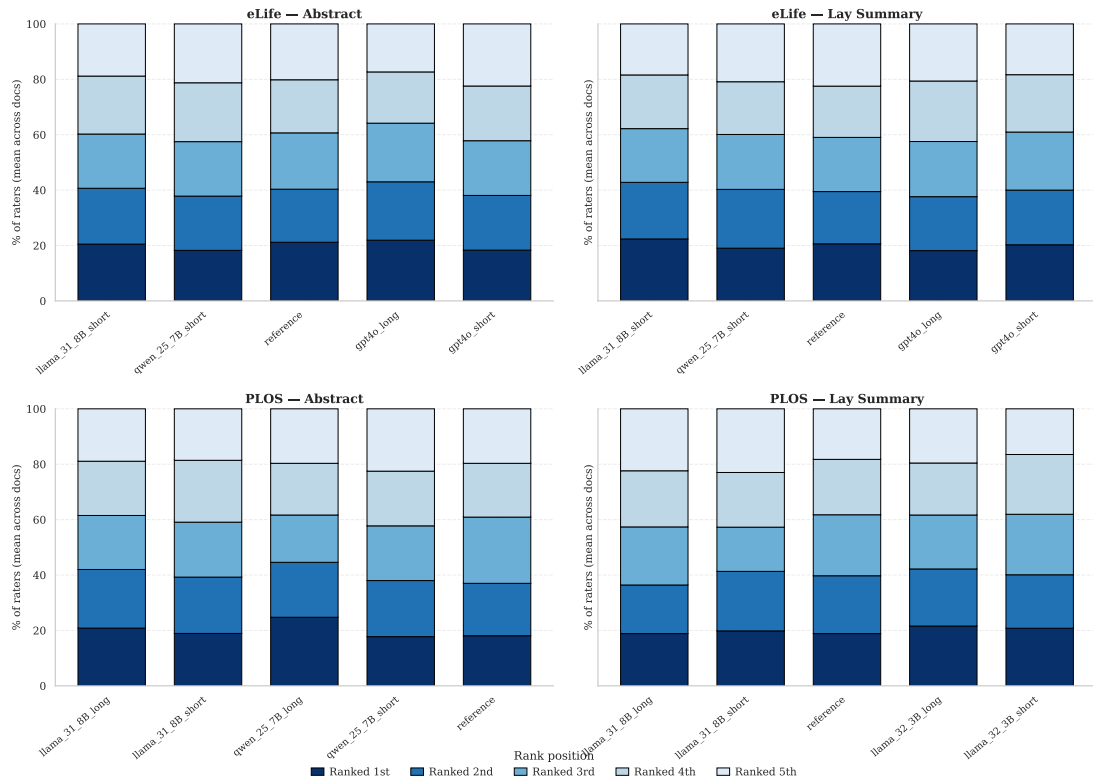 eLife — Abstract
% of raters (mean across docs)
100
80
60
40
20
0
llama_31_8B_short
qwen_25_7B_short
reference
gpt4o_long
gpt4o_short
eLife — Lay Summary
% of raters (mean across docs)
llama_31_8B_short
qwen_25_7B_short
reference
gpt4o_long
gpt4o_short
PLOS — Abstract
% of raters (mean across docs)
100
80
60
40
20
0
llama_31_8B_long
llama_31_8B_short
qwen_25_7B_long
qwen_25_7B_short
reference
PLOS — Lay Summary
% of raters (mean across docs)
llama_31_8B_long
llama_31_8B_short
reference
llama_32_3B_long
llama_32_3B_short
Rank position
Ranked 1st
Ranked 2nd
Ranked 3rd
Ranked 4th
Ranked 5th